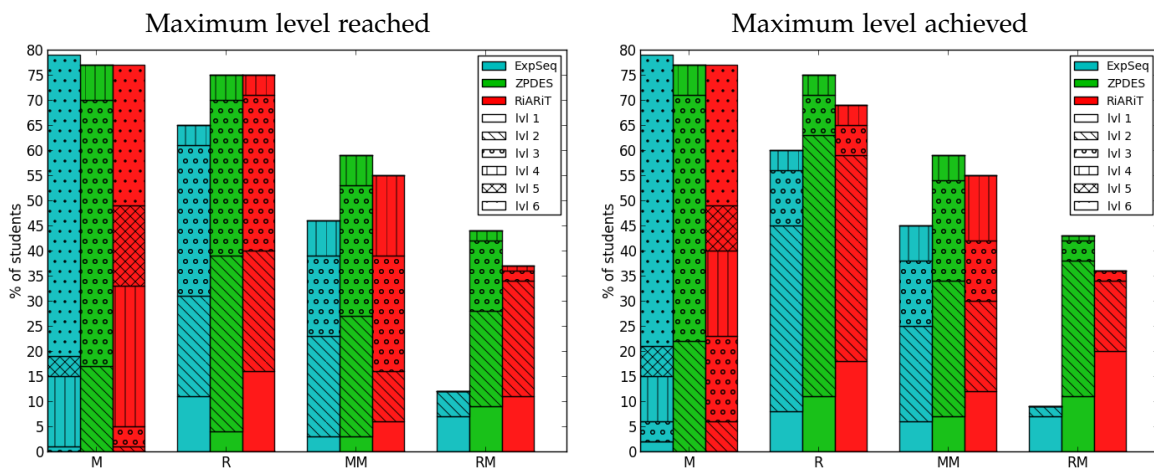 Maximum level reached
% of students
80
75
70
65
60
55
50
45
40
35
30
25
20
15
10
5
0
M
R
MM
RM
ExpSeq
ZPDES
RiARiT
lvl 1
lvl 2
lvl 3
lvl 4
lvl 5
lvl 6
Maximum level achieved
% of students
80
75
70
65
60
55
50
45
40
35
30
25
20
15
10
5
0
M
R
MM
RM
ExpSeq
ZPDES
RiARiT
lvl 1
lvl 2
lvl 3
lvl 4
lvl 5
lvl 6